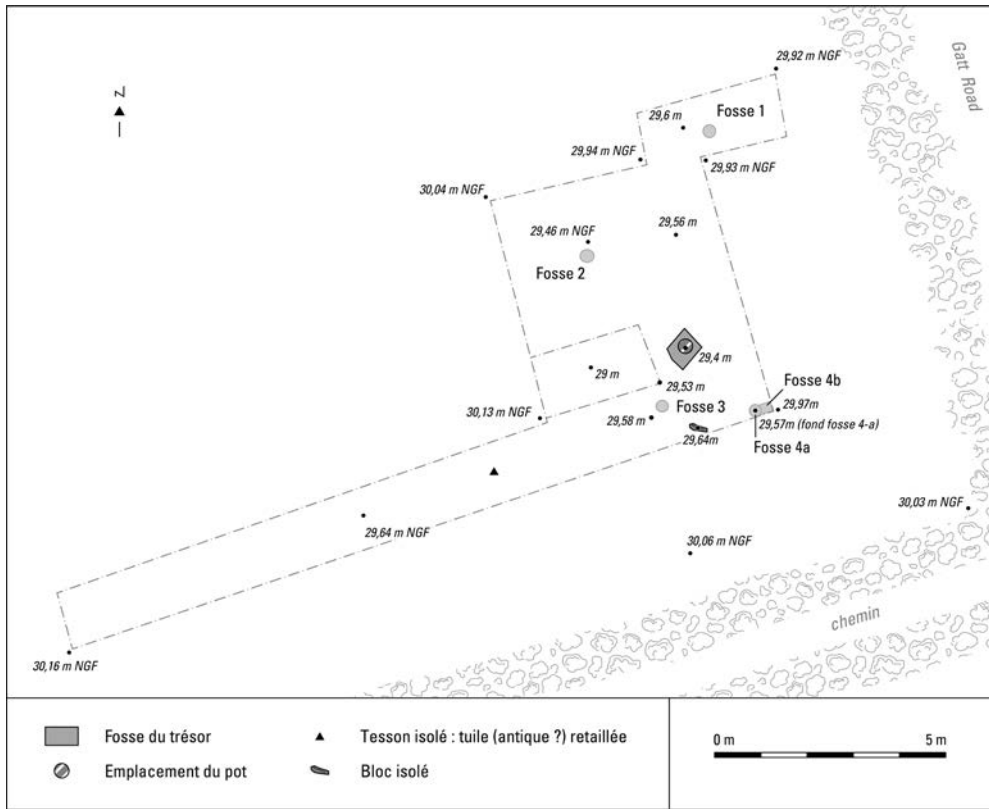 29,92 m NGF
Gatt Road
N
29,6 m
Fosse 1
29,94 m NGF
29,93 m NGF
30,04 m NGF
29,46 m NGF
29,56 m
Fosse 2
29,4 m
29 m
29,53 m
Fosse 4b
30,13 m NGF
29,58 m
Fosse 3
29,97m
29,57m (fond fosse 4-a)
29,64m
Fosse 4a
29,64 m NGF
30,03 m NGF
30,06 m NGF
chemin
30,16 m NGF
Fosse du trésor
Tesson isolé : tuile (antique ?) retaillée
0 m
5 m
Emplacement du pot
Bloc isolé